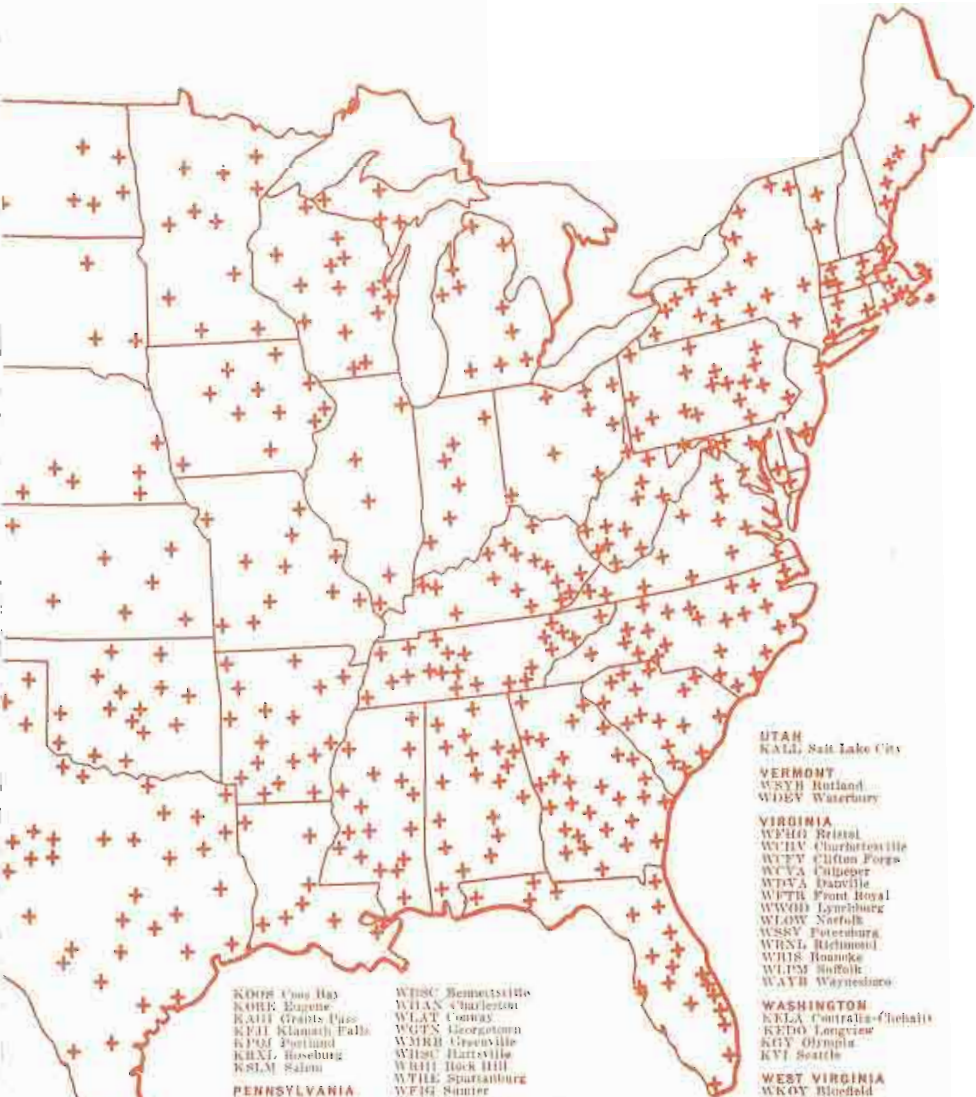 KOOS Coos Bay
KORE Eugene
KAGI Grants Pass
KFJI Klamath Falls
KPOJ Portland
KRXL Roseburg
KSLM Salem
PENNSYLVANIA
WBSC Bennettsville
WHAN Charleston
WLAT Conway
WGTN Georgetown
WMRB Greenville
WHSC Hartsville
WRHI Rock Hill
WTHE Spartanburg
WFIG Sumter
UTAH
KALL Salt Lake City
VERMONT
WSYB Rutland
WDEV Waterbury
VIRGINIA
WFHG Bristol
WCHV Charlottesville
WCFV Clifton Forge
WCVA Culpeper
WDVA Danville
WFTR Front Royal
WWOD Lynchburg
WLOW Norfolk
WSSV Petersburg
WRNL Richmond
WRIS Roanoke
WLPM Suffolk
WAYB Waynesboro
WASHINGTON
KELA Centralia-Chehalis
KEDO Longview
KGY Olympia
KVI Seattle
WEST VIRGINIA
WKOY Bluefield